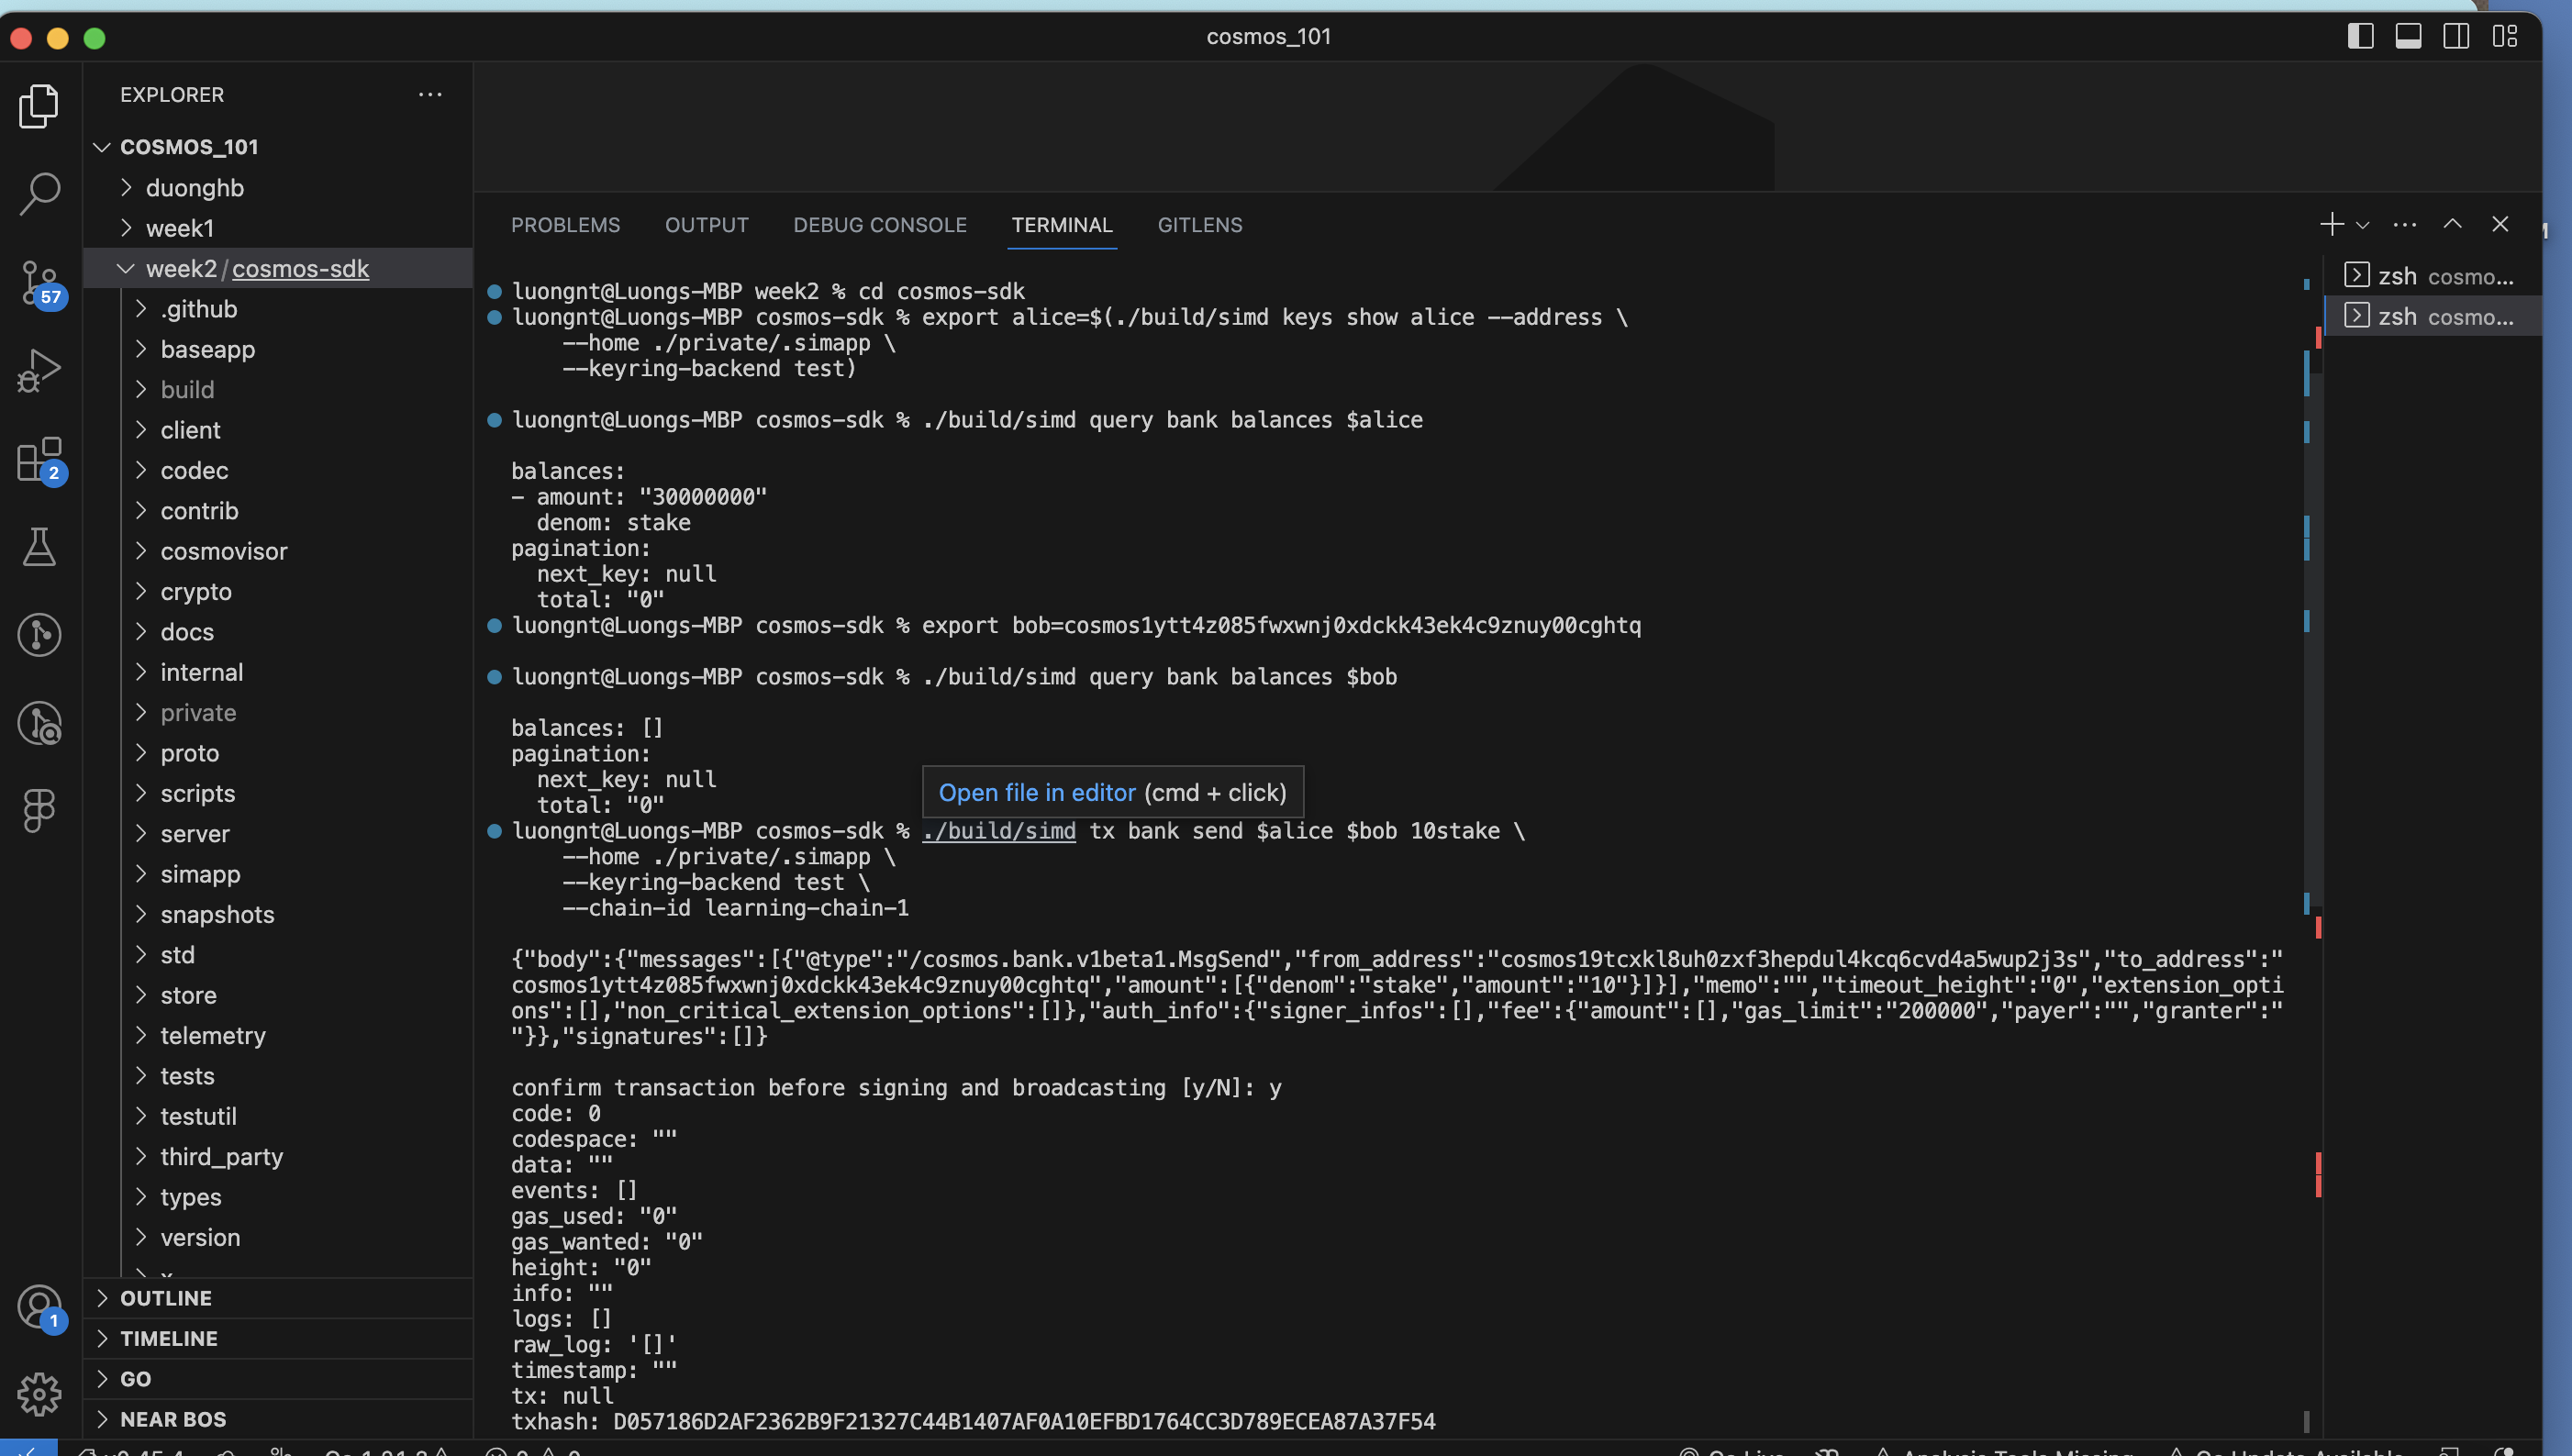 cosmos_101
EXPLORER
COSMOS_101
duonghb
week1
week2/cosmos-sdk
.github
baseapp
build
client
codec
contrib
cosmovisor
crypto
docs
internal
private
proto
scripts
server
simapp
snapshots
std
store
telemetry
tests
testutil
third_party
types
version
OUTLINE
TIMELINE
GO
NEAR BOS
57
2
1
PROBLEMS OUTPUT DEBUG CONSOLE TERMINAL GITLENS
luongnt@Luongs-MBP week2 % cd cosmos-sdk
luongnt@Luongs-MBP cosmos-sdk % export alice=$(./build/simd keys show alice --address \
--home ./private/.simapp \
--keyring-backend test)
luongnt@Luongs-MBP cosmos-sdk % ./build/simd query bank balances $alice
balances:
- amount: "30000000"
denom: stake
pagination:
next_key: null
total: "0"
luongnt@Luongs-MBP cosmos-sdk % export bob=cosmos1ytt4z085fwxwnj0xdckk43ek4c9znuy00cghtq
luongnt@Luongs-MBP cosmos-sdk % ./build/simd query bank balances $bob
balances: []
pagination:
next_key: null
total: "0"
Open file in editor (cmd + click)
luongnt@Luongs-MBP cosmos-sdk % ./build/simd tx bank send $alice $bob 10stake \
--home ./private/.simapp \
--keyring-backend test \
--chain-id learning-chain-1
{"body":{"messages":[{"@type":"/cosmos.bank.v1beta1.MsgSend","from_address":"cosmos19tcxkl8uh0zxf3hepdul4kcq6cvd4a5wup2j3s","to_address":"
cosmos1ytt4z085fwxwnj0xdckk43ek4c9znuy00cghtq","amount":[{"denom":"stake","amount":"10"}]}],"memo":"","timeout_height":"0","extension_opti
ons":[],"non_critical_extension_options":[]},"auth_info":{"signer_infos":[],"fee":{"amount":[],"gas_limit":"200000","payer":"","granter":"
"}},"signatures":[]}
confirm transaction before signing and broadcasting [y/N]: y
code: 0
codespace: ""
data: ""
events: []
gas_used: "0"
gas_wanted: "0"
height: "0"
info: ""
logs: []
raw_log: '[]'
timestamp: ""
tx: null
txhash: D057186D2AF2362B9F21327C44B1407AF0A10EFBD1764CC3D789ECEA87A37F54
zsh cosmo...
zsh cosmo...